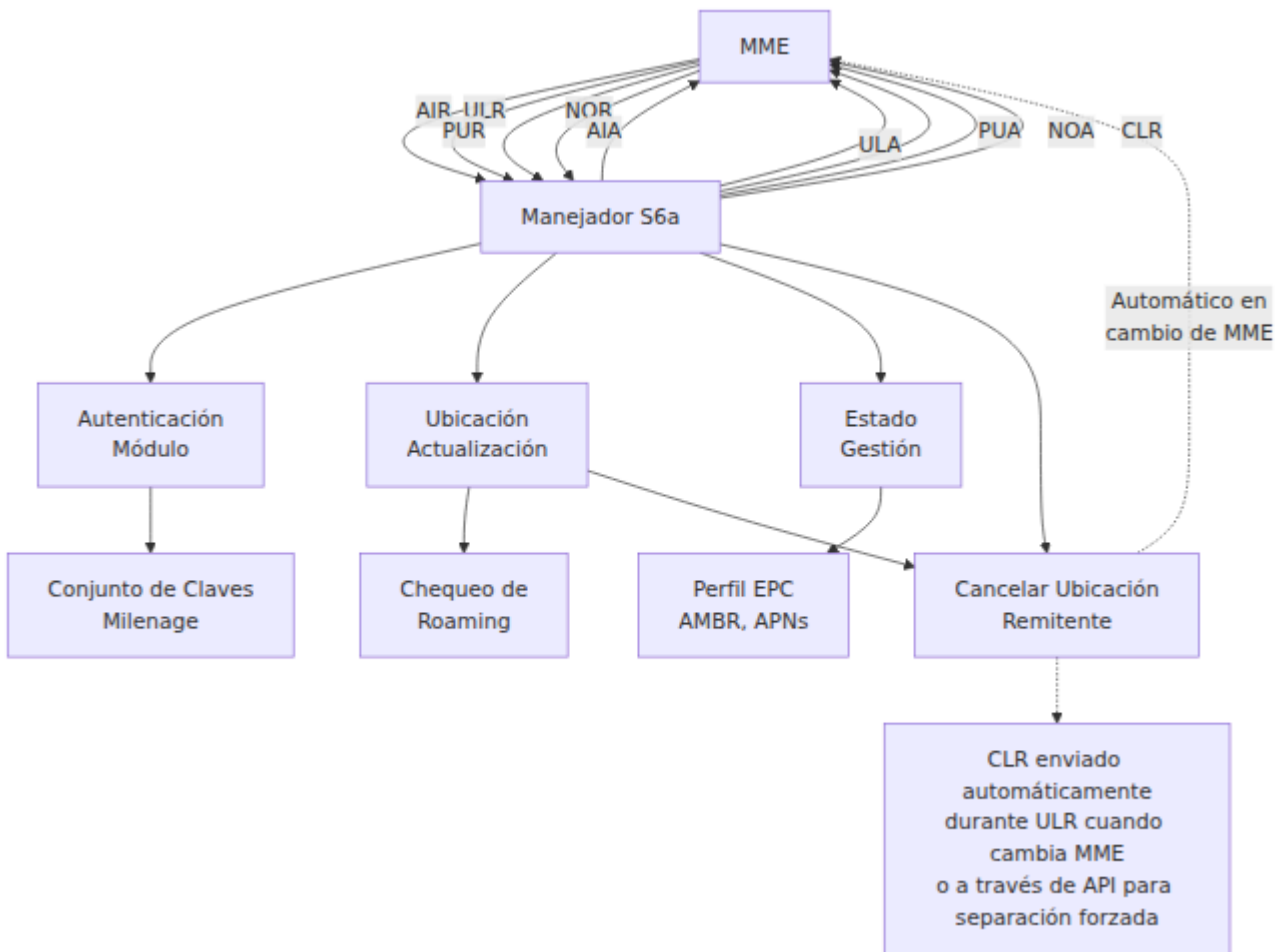 MME
AIR
ULR
NOR
PUR
AIA
PUA
NOA
CLR
ULA
Manejador S6a
Automático en
cambio de MME
Autenticación
Módulo
Ubicación
Actualización
Estado
Gestión
Conjunto de Claves
Milenage
Chequeo de
Roaming
Perfil EPC
AMBR, APNs
Cancelar Ubicación
Remitente
CLR enviado
automáticamente
durante ULR cuando
cambia MME
o a través de API para
separación forzada